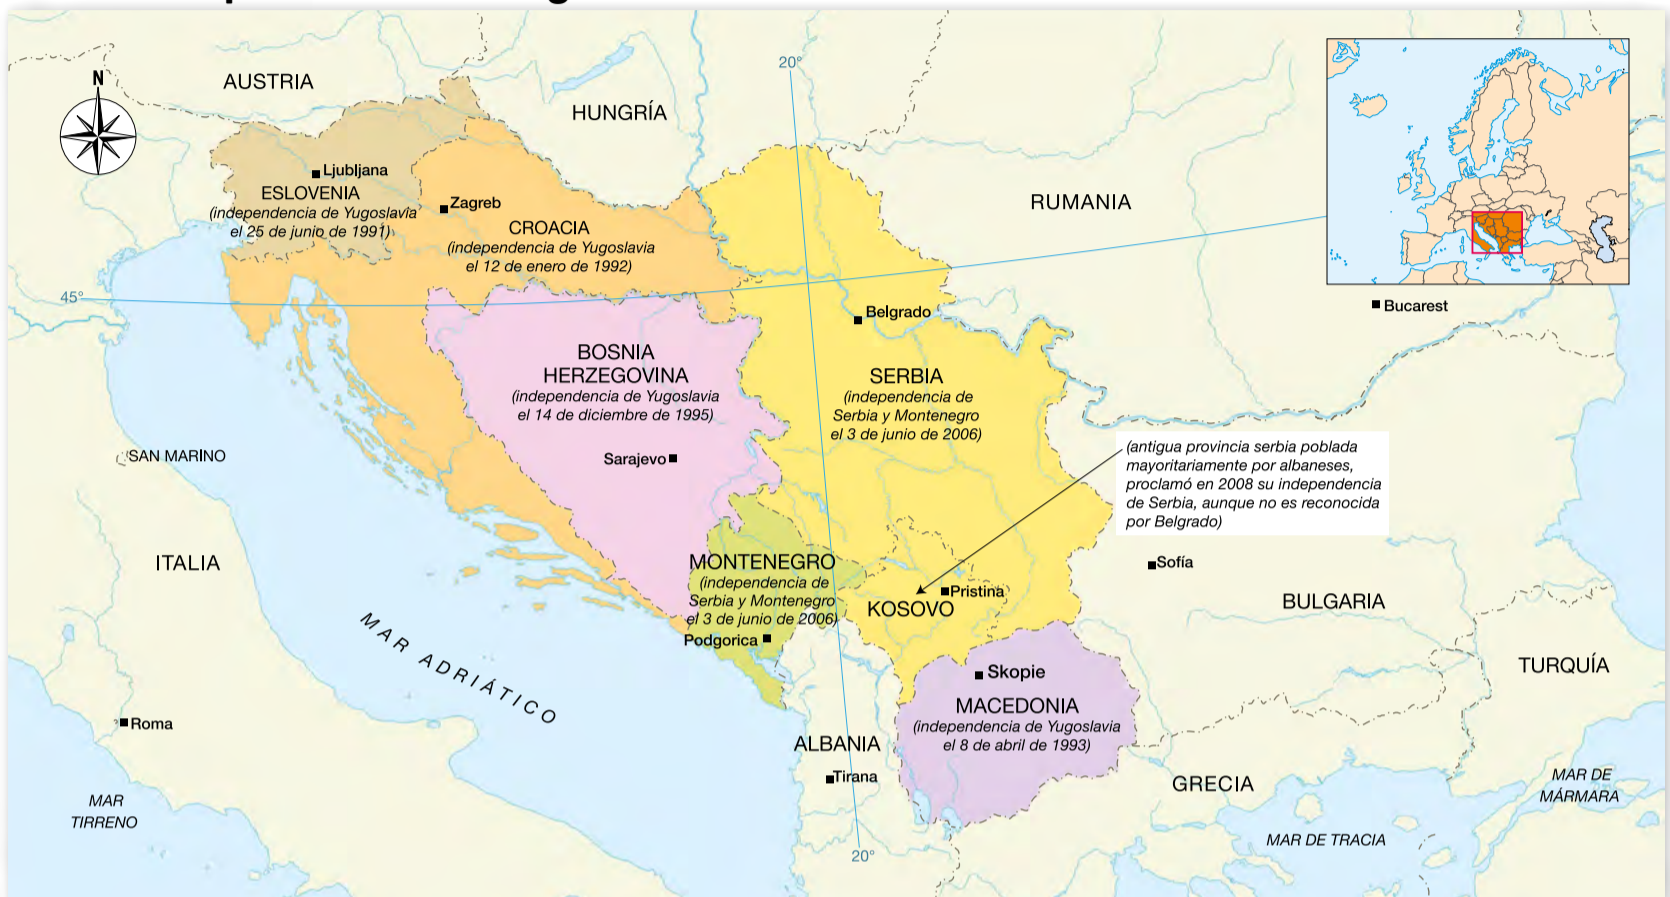 N
AUSTRIA
HUNGRÍA
20°
RUMANIA
Ljubljana
ESLOVENIA
(independencia de Yugoslavia
el 25 de junio de 1991)
Zagreb
CROACIA
(independencia de Yugoslavia
el 12 de enero de 1992)
45°
Belgrado
Bucarest
BOSNIA
HERZEGOVINA
(independencia de Yugoslavia
el 14 de diciembre de 1995)
Sarajevo
SERBIA
(independencia de
Serbia y Montenegro
el 3 de junio de 2006)
(antigua provincia serbia poblada
mayoritariamente por albaneses,
proclamó en 2008 su independencia
de Serbia, aunque no es reconocida
por Belgrado)
SAN MARINO
ITALIA
MONTENEGRO
(independencia de
Serbia y Montenegro
el 3 de junio de 2006)
Podgorica
Pristina
KOSOVO
Sofía
BULGARIA
MAR ADRIÁTICO
Skopie
MACEDONIA
(independencia de Yugoslavia
el 8 de abril de 1993)
TURQUÍA
Roma
ALBANIA
Tirana
GRECIA
MAR
TIRRENO
MAR DE
MÁRMARA
MAR DE TRACIA
20°